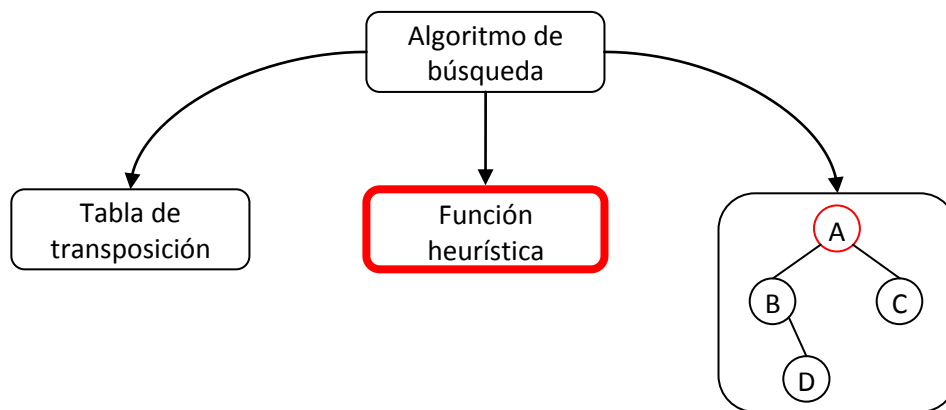 Algoritmo de
búsqueda
Tabla de
transposición
Función
heurística
A
B
C
D